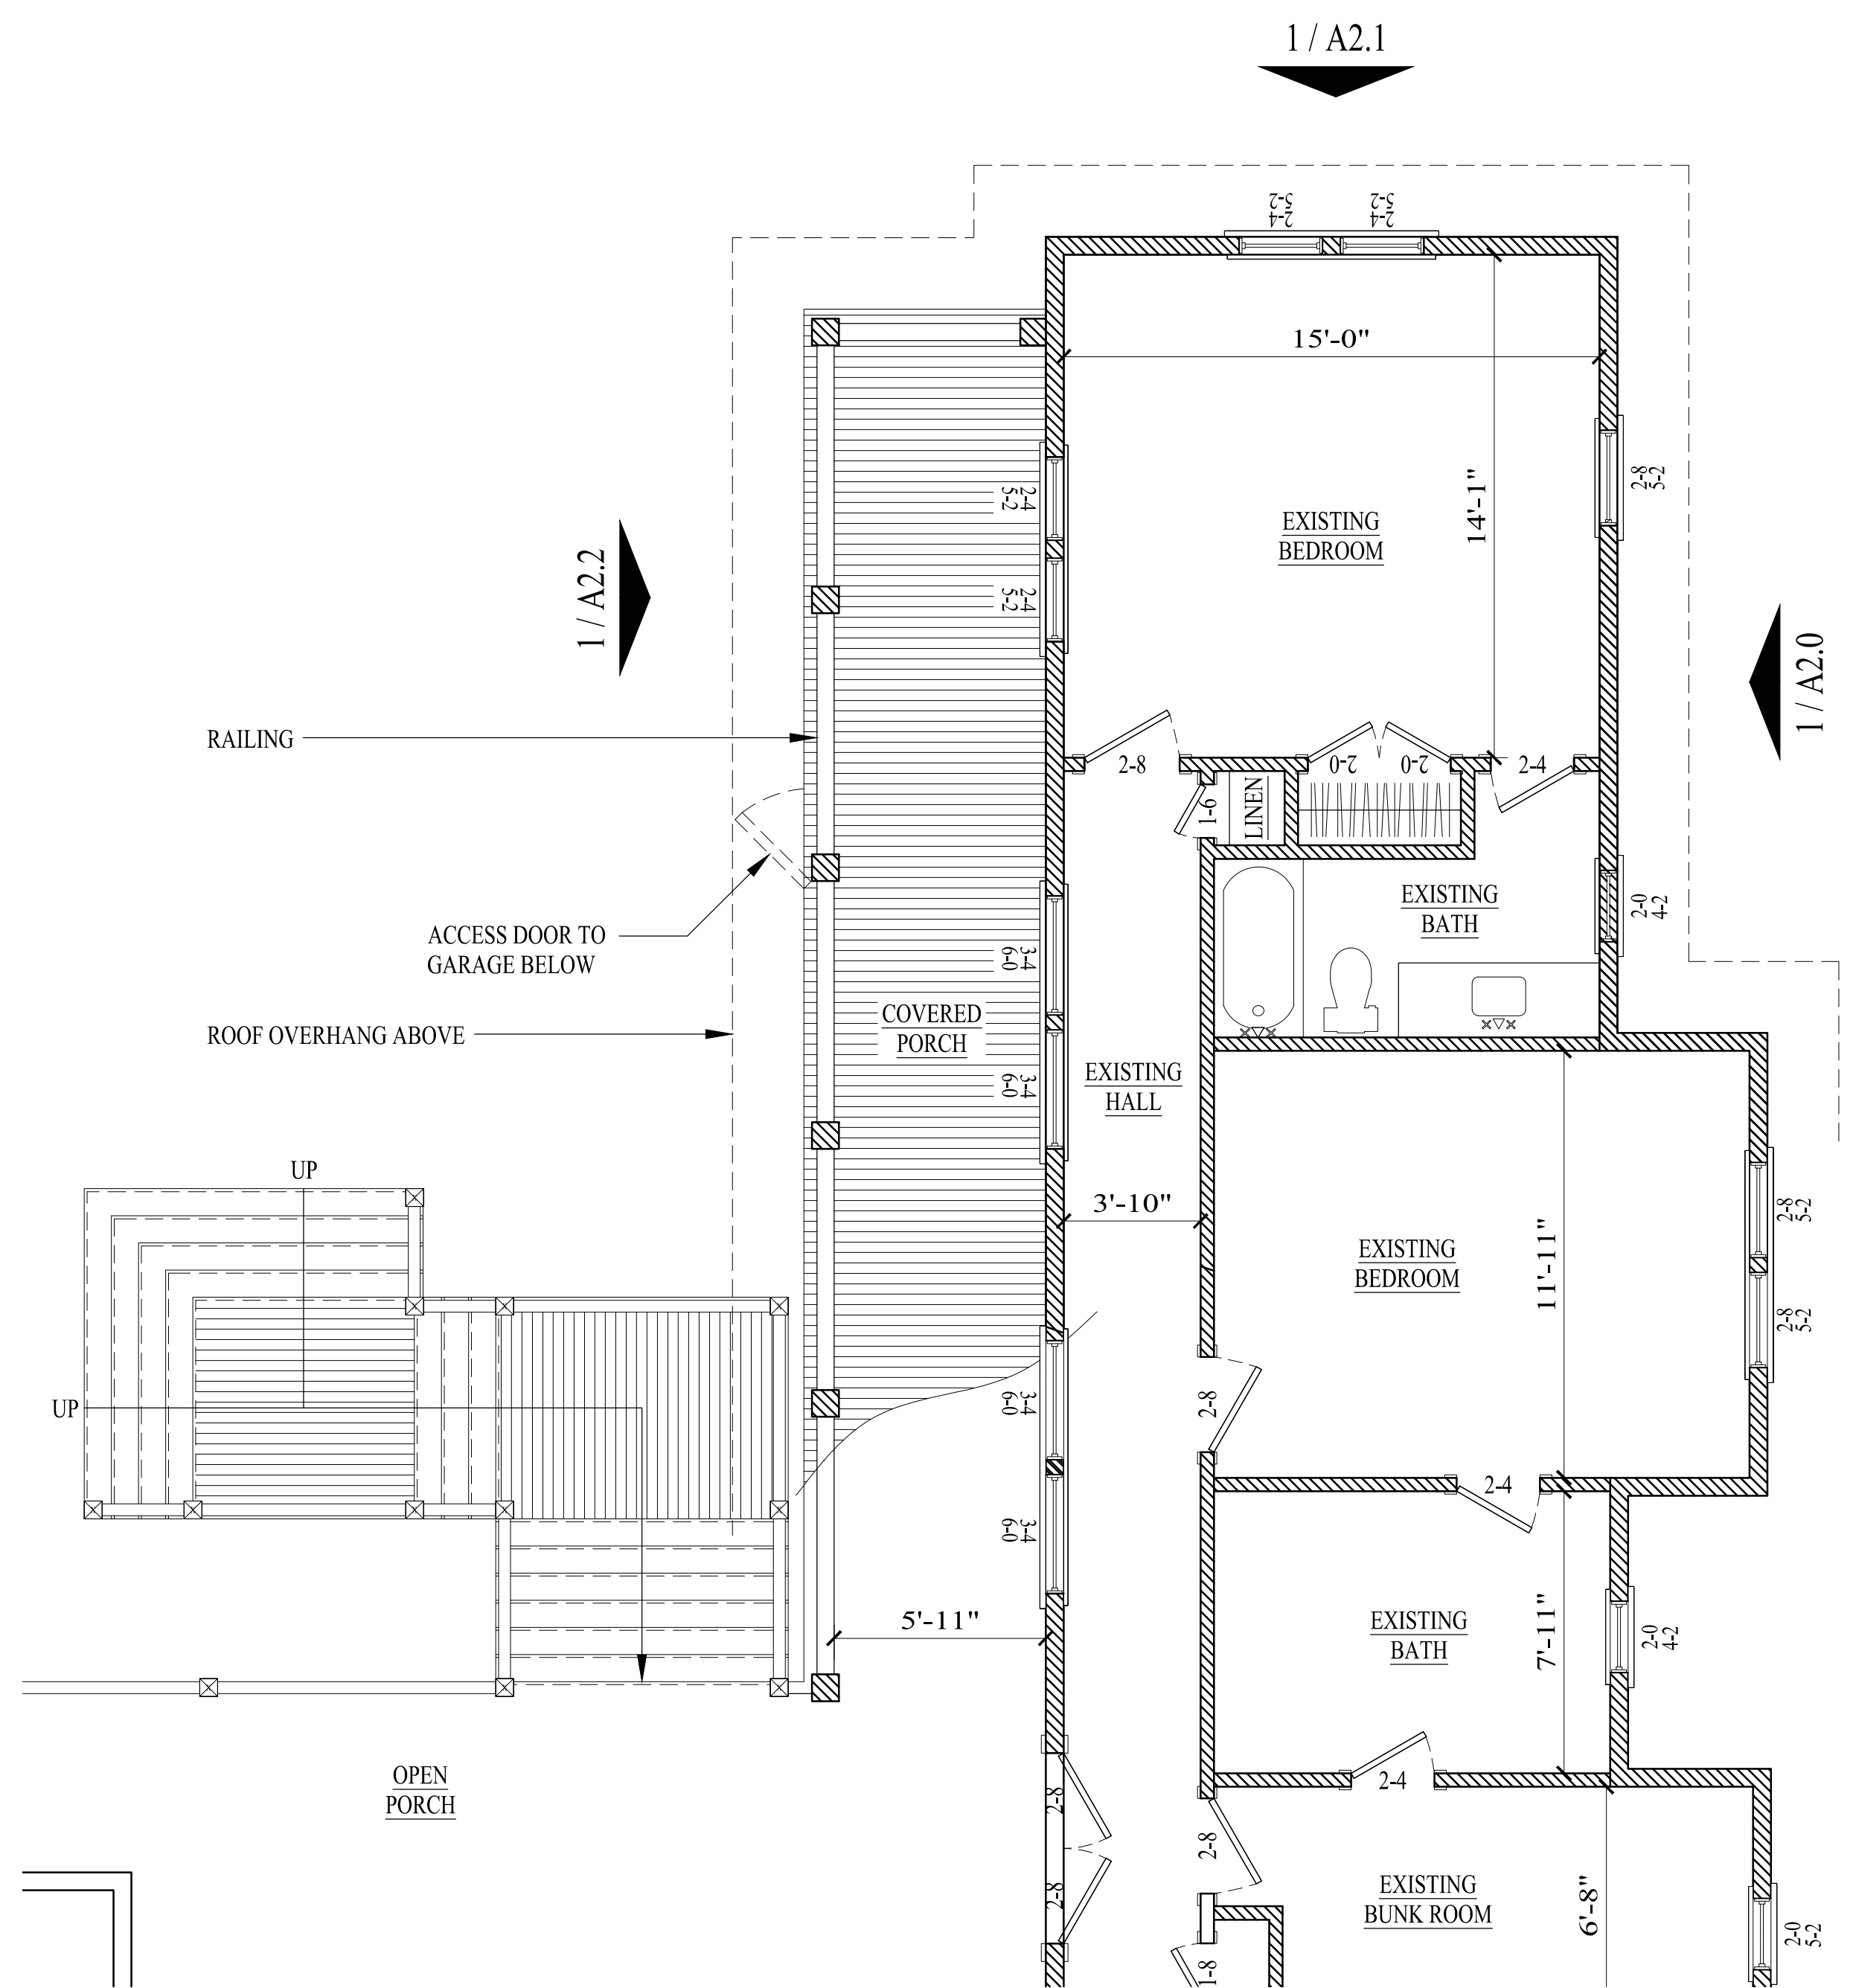 1 / A2.1
5-2
2-4
5-2
2-4
15'-0"
2-4
5-2
2-8
5-2
14'-1"
EXISTING
BEDROOM
1 / A2.2
2-4
5-2
1 / A2.0
RAILING
2-8
2-0
2-0
2-4
1-6
LINEN
EXISTING
BATH
2-0
4-2
ACCESS DOOR TO
GARAGE BELOW
3-4
6-0
COVERED
PORCH
ROOF OVERHANG ABOVE
3-4
6-0
EXISTING
HALL
UP
3'-10"
2-8
5-2
EXISTING
BEDROOM
11'-11"
2-8
5-2
UP
3-4
6-0
2-8
2-4
3-4
6-0
5'-11"
EXISTING
BATH
7'-11"
2-0
4-2
OPEN
PORCH
2-8
2-4
2-8
2-8
EXISTING
BUNK ROOM
6'-8"
2-0
5-2
1-8